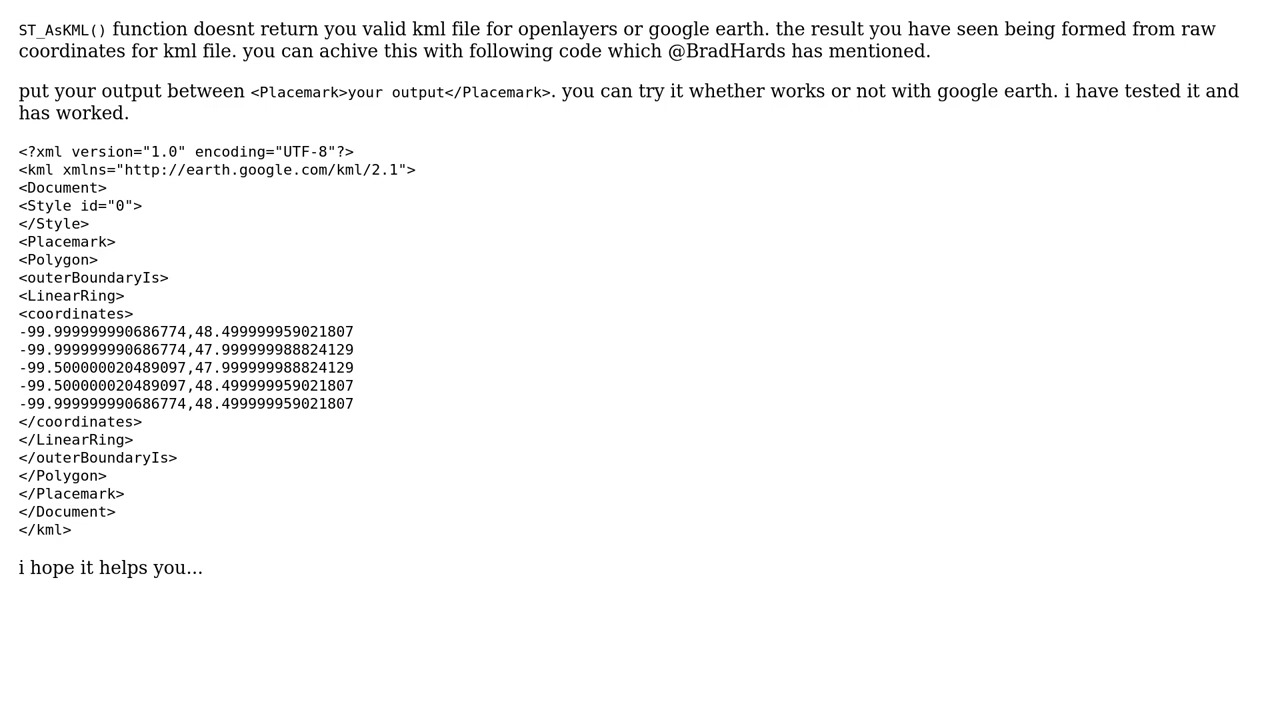 ST_AsKML() function doesnt return you valid kml file for openlayers or google earth. the result you have seen being formed from raw
coordinates for kml file. you can achive this with following code which @BradHards has mentioned.
put your output between <Placemark>your output</Placemark>. you can try it whether works or not with google earth. i have tested it and
has worked.
<?xml version="1.0" encoding="UTF-8"?>
<kml xmlns="http://earth.google.com/kml/2.1">
<Document>
<Style id="0">
</Style>
<Placemark>
<Polygon>
<outerBoundaryIs>
<LinearRing>
<coordinates>
-99.999999990686774,48.499999959021807
-99.999999990686774,47.999999988824129
-99.500000020489097,47.999999988824129
-99.500000020489097,48.499999959021807
-99.999999990686774,48.499999959021807
</coordinates>
</LinearRing>
</outerBoundaryIs>
</Polygon>
</Placemark>
</Document>
</kml>
i hope it helps you...